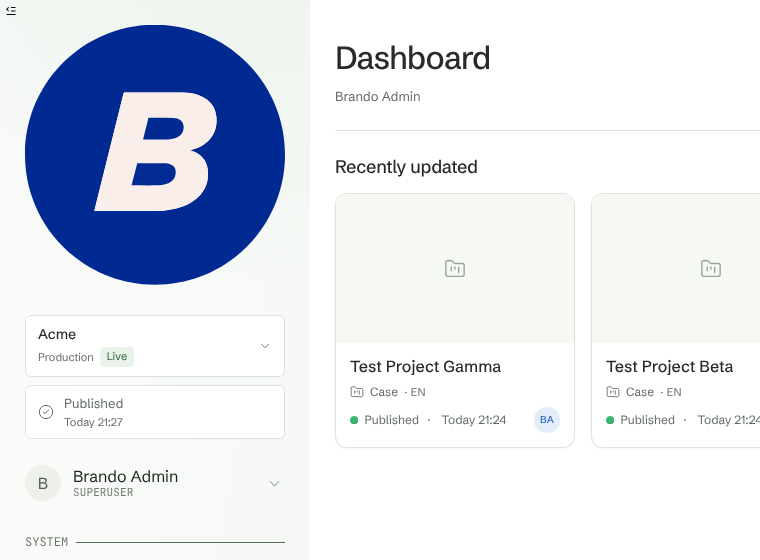 B
Acme
Production Live
Published
Today 21:27
B
Brando Admin
SUPERUSER
SYSTEM
Dashboard
Brando Admin
Recently updated
Test Project Gamma
Case · EN
Published · Today 21:24
BA
Test Project Beta
Case · EN
Published · Today 21:24